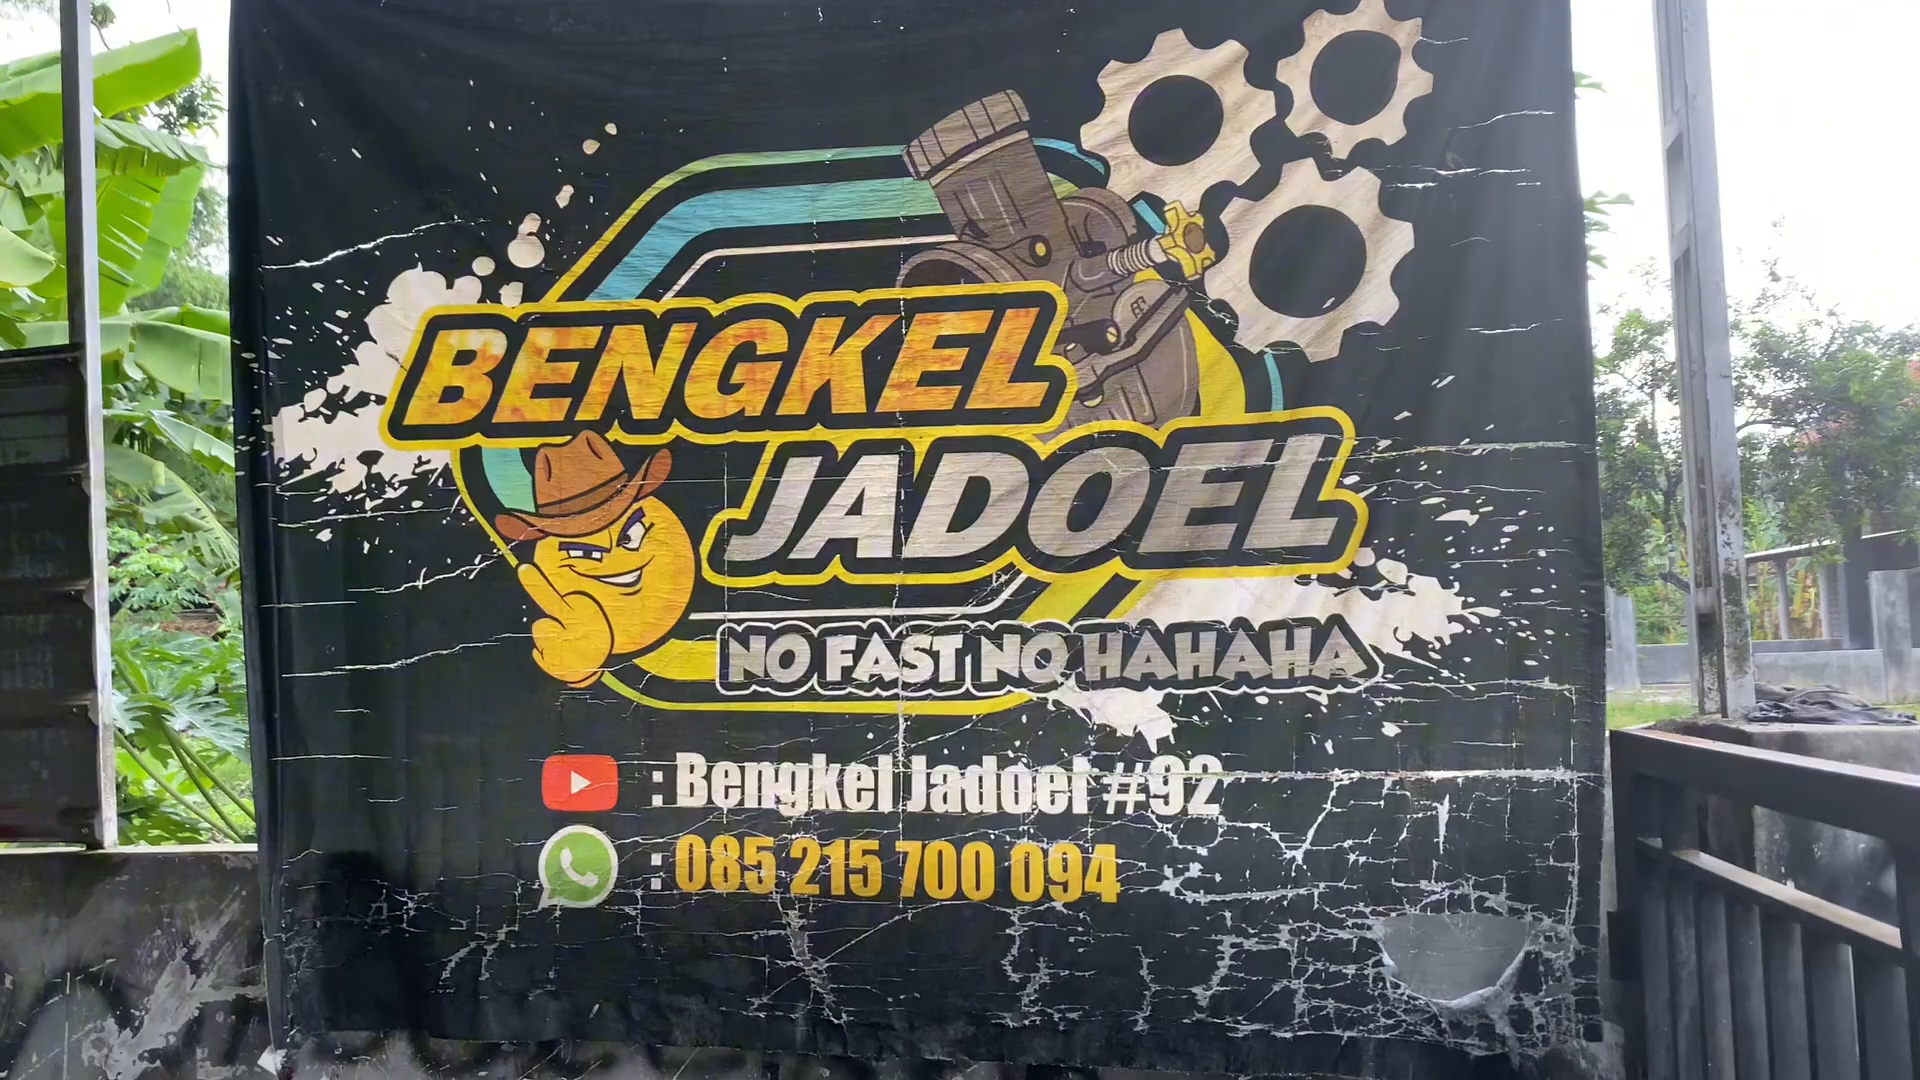 BENGKEL
JADOEL
NO FAST NO HAHAHA
: Bengkel Jadoel #92
: 085 215 700 094